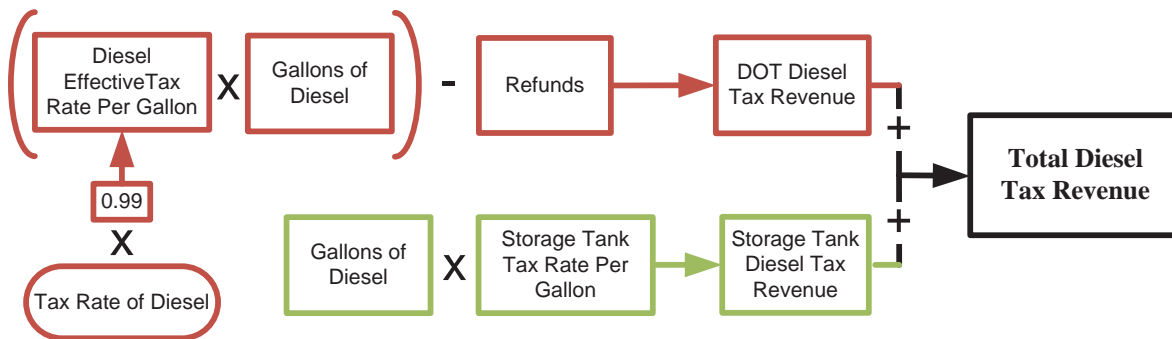 Diesel
EffectiveTax
Rate Per Gallon
X
Gallons of
Diesel
-
Refunds
DOT Diesel
Tax Revenue
+
Total Diesel
Tax Revenue
0.99
X
Tax Rate of Diesel
Gallons of
Diesel
X
Storage Tank
Tax Rate Per
Gallon
Storage Tank
Diesel Tax
Revenue
+